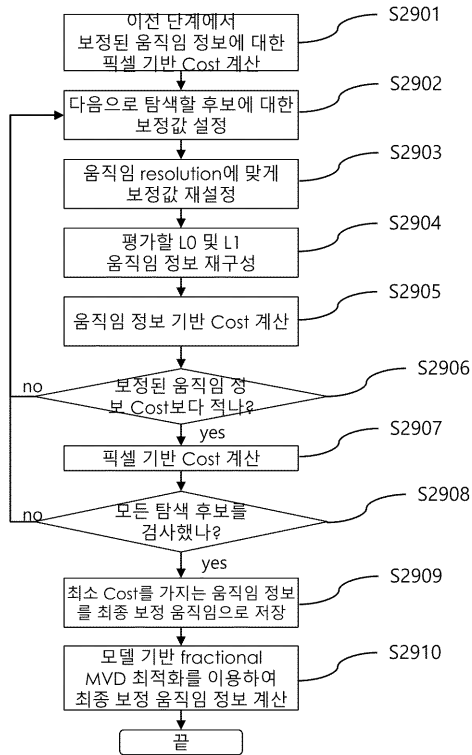 이전 단계에서
보정된 움직임 정보에 대한
픽셀 기반 Cost 계산
S2901
다음으로 탐색할 후보에 대한
보정값 설정
S2902
움직임 resolution에 맞게
보정값 재설정
S2903
평가할 L0 및 L1
움직임 정보 재구성
S2904
움직임 정보 기반 Cost 계산
S2905
보정된 움직임 정
보 Cost보다 적나?
S2906
no
yes
픽셀 기반 Cost 계산
S2907
모든 탐색 후보를
검사했나?
S2908
no
yes
최소 Cost를 가지는 움직임 정보
를 최종 보정 움직임으로 저장
S2909
모델 기반 fractional
MVD 최적화를 이용하여
최종 보정 움직임 정보 계산
S2910
끝